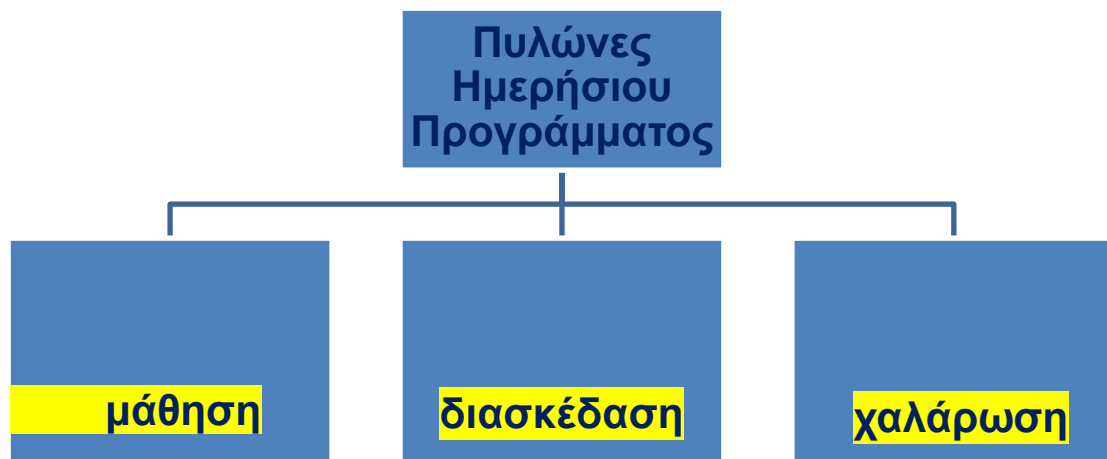 Πυλώνες
Ημερήσιου
Προγράμματος
μάθηση
διασκέδαση
χαλάρωση